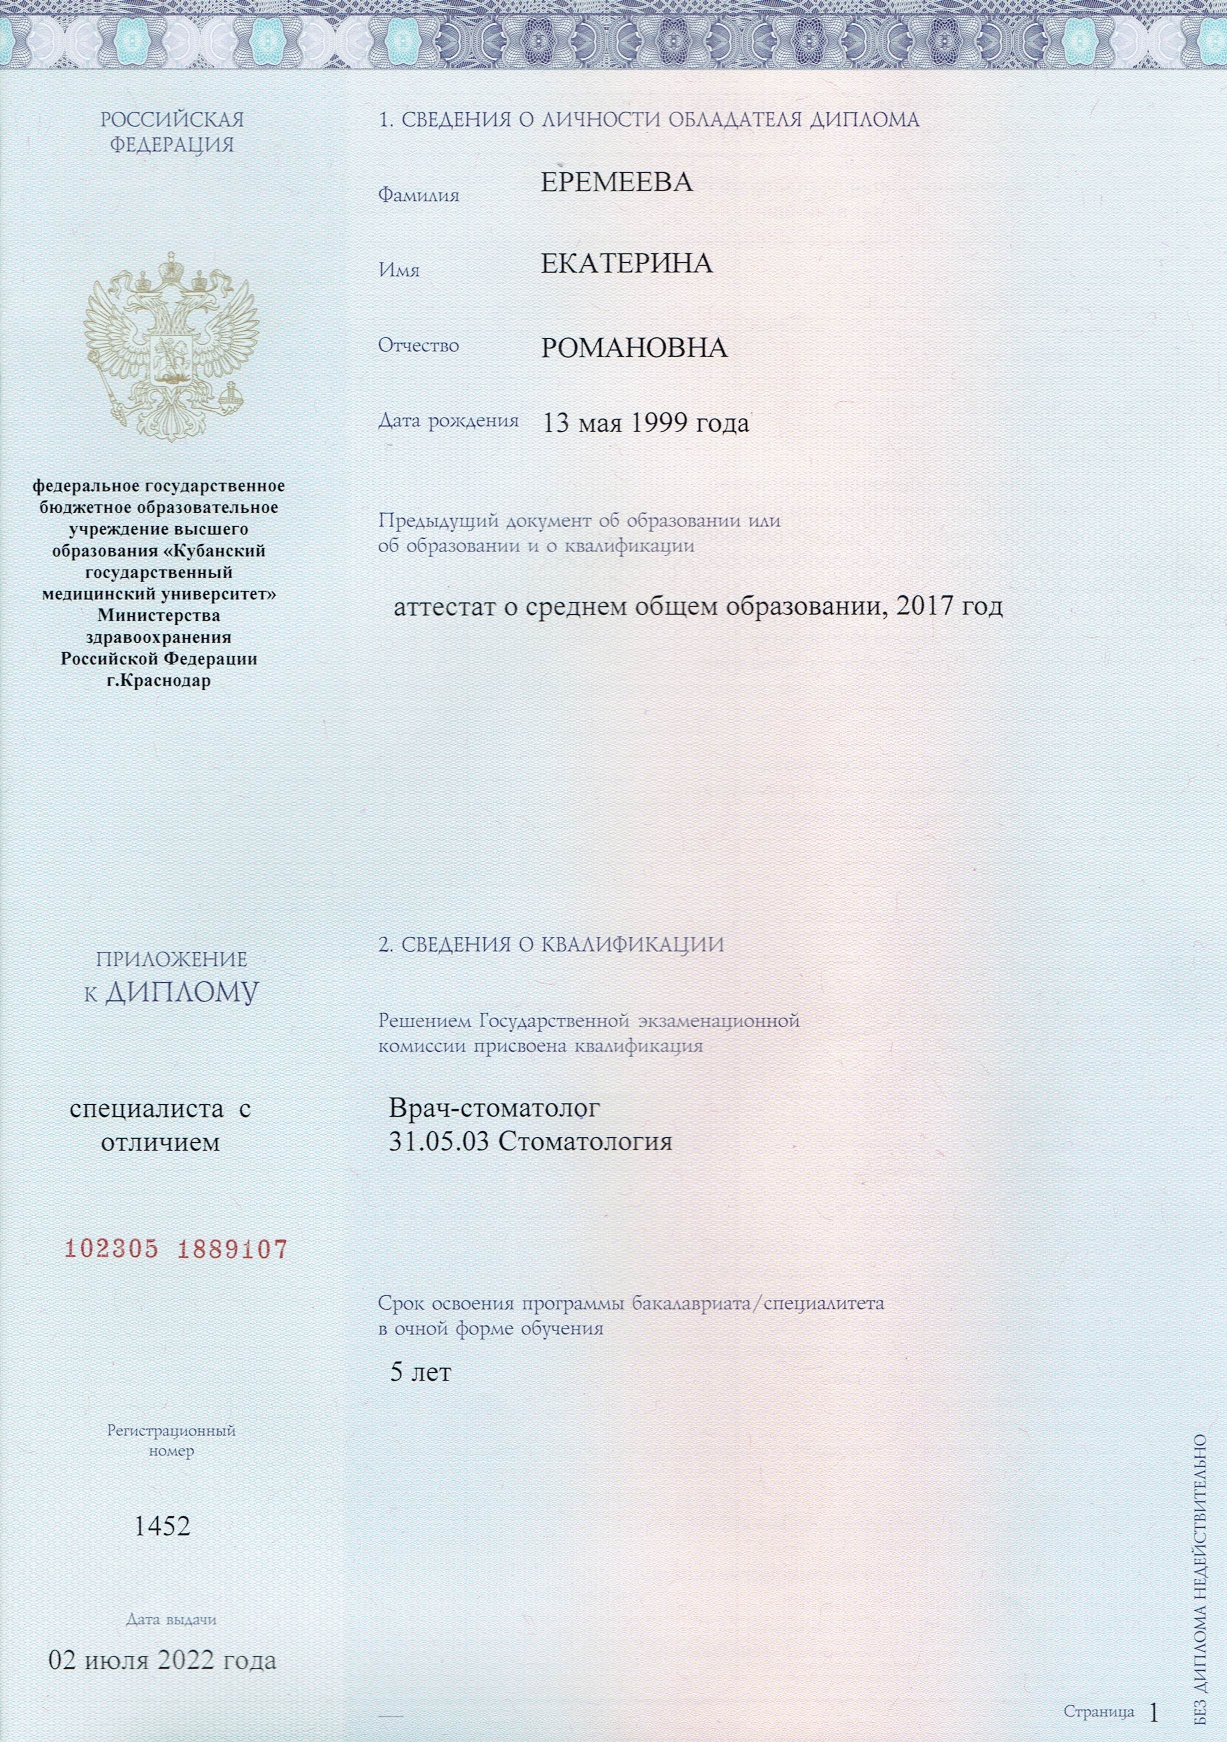 РОССИЙСКАЯ
ФЕДЕРАЦИЯ
федеральное государственное
бюджетное образовательное
учреждение высшего
образования «Кубанский
государственный
медицинский университет»
Министерства
здравоохранения
Российской Федерации
г.Краснодар
ПРИЛОЖЕНИЕ
к ДИПЛОМУ
специалиста с
отличием
102305 1889107
Регистрационный
номер
1452
Дата выдачи
02 июля 2022 года
1. СВЕДЕНИЯ О ЛИЧНОСТИ ОБЛАДАТЕЛЯ ДИПЛОМА
Фамилия ЕРЕМЕЕВА
Имя ЕКАТЕРИНА
Отчество РОМАНОВНА
Дата рождения 13 мая 1999 года
Предыдущий документ об образовании или
об образовании и о квалификации
аттестат о среднем общем образовании, 2017 год
2. СВЕДЕНИЯ О КВАЛИФИКАЦИИ
Решением Государственной экзаменационной
комиссии присвоена квалификация
Врач-стоматолог
31.05.03 Стоматология
Срок освоения программы бакалавриата/специалитета
в очной форме обучения
5 лет
Страница 1
БЕЗ ДИПЛОМА НЕДЕЙСТВИТЕЛЬНО